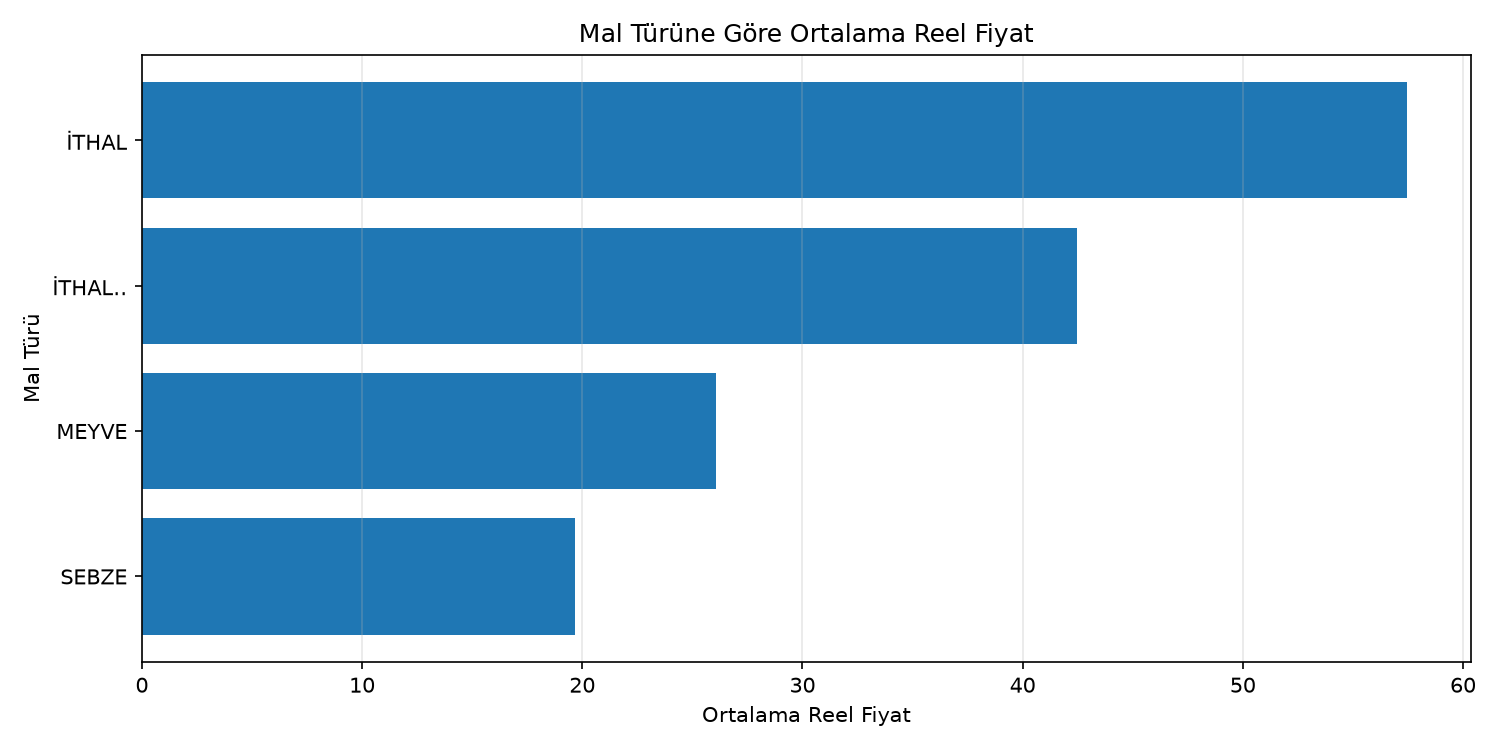 Mal Türüne Göre Ortalama Reel Fiyat
Mal Türü
İTHAL
İTHAL..
MEYVE
SEBZE
0 10 20 30 40 50 60
Ortalama Reel Fiyat